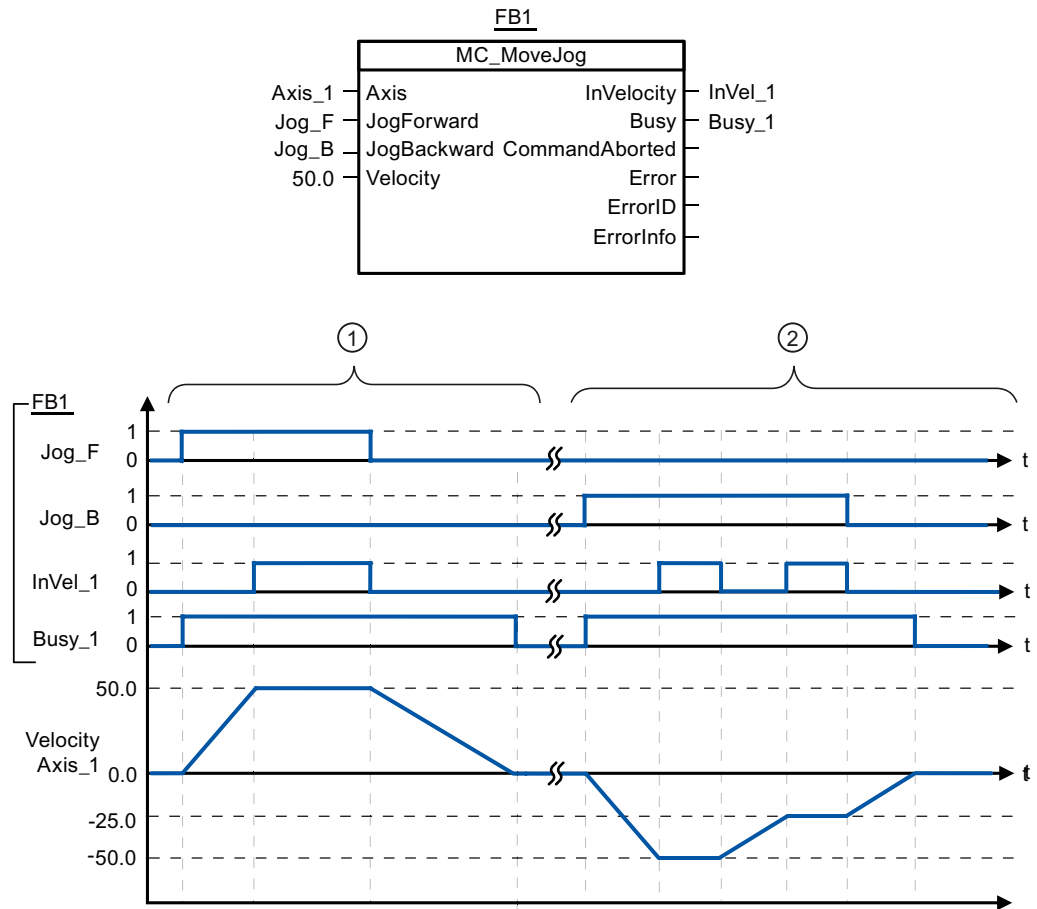 FB1
MC_MoveJog
Axis_1 Axis InVelocity InVel_1
Jog_F JogForward Busy Busy_1
Jog_B JogBackward CommandAborted
50.0 Velocity Error
ErrorID
ErrorInfo
1 2
FB1
Jog_F 1 0 t
Jog_B 1 0 t
InVel_1 1 0 t
Busy_1 1 0 t
50.0
Velocity
Axis_1
0.0 t
-25.0
-50.0